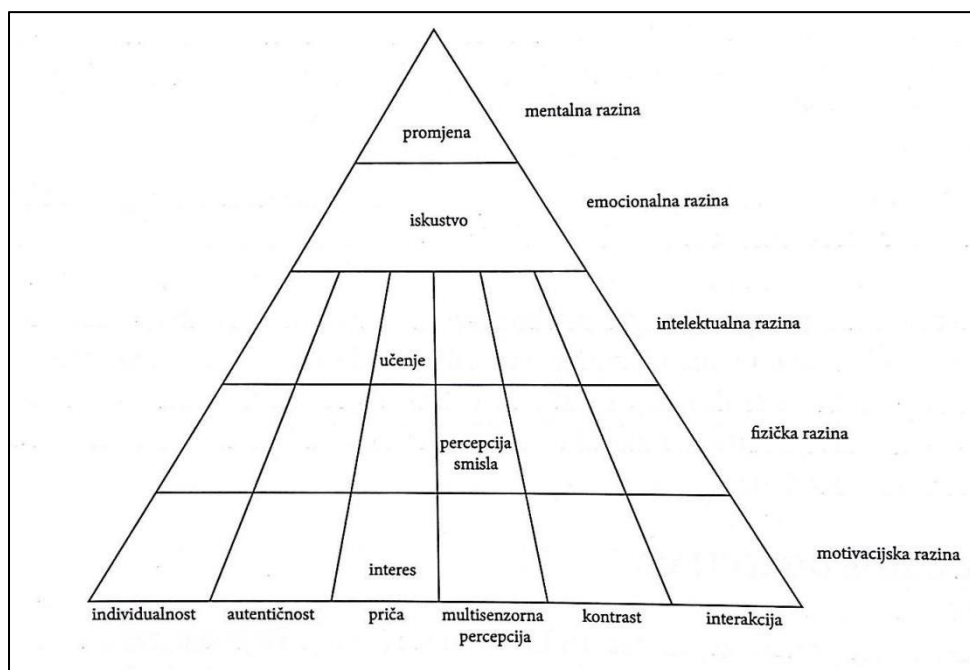 mentalna razina
promjena
emocionalna razina
iskustvo
intelektualna razina
učenje
fizička razina
percepcija
smisla
motivacijska razina
interes
individualnost
autentičnost
priča
multisenzorna
percepcija
kontrast
interakcija